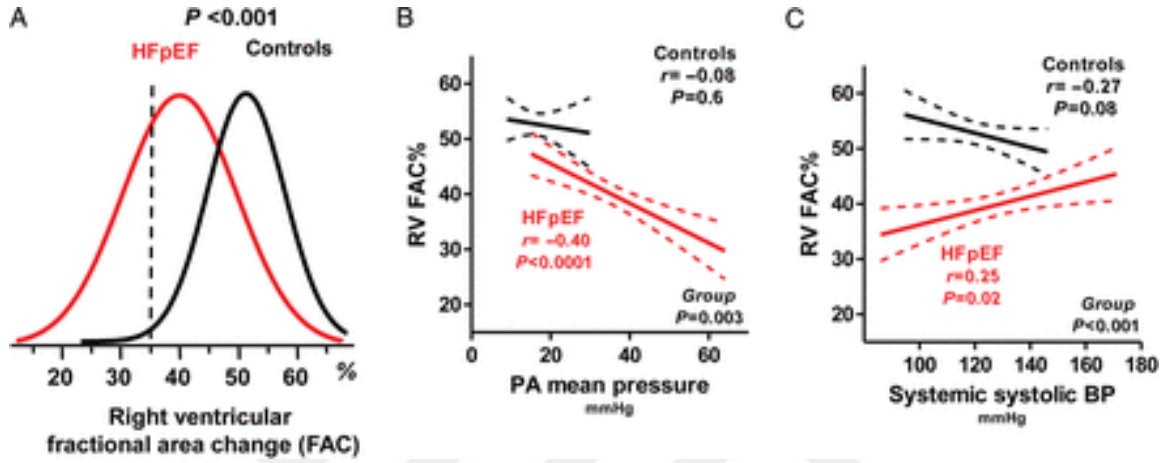 A
P <0.001
HFpEF
Controls
20 40 50 60 %
Right ventricular
fractional area change (FAC)
B
RV FAC%
60
50
40
30
20
Controls
r= −0.08
P=0.6
HFpEF
r= −0.40
P<0.0001
Group
P=0.003
0 20 40 60
PA mean pressure
mmHg
C
RV FAC%
60
50
40
30
20
Controls
r= −0.27
P=0.08
HFpEF
r=0.25
P=0.02
Group
P<0.001
100 120 140 160 180
Systemic systolic BP
mmHg